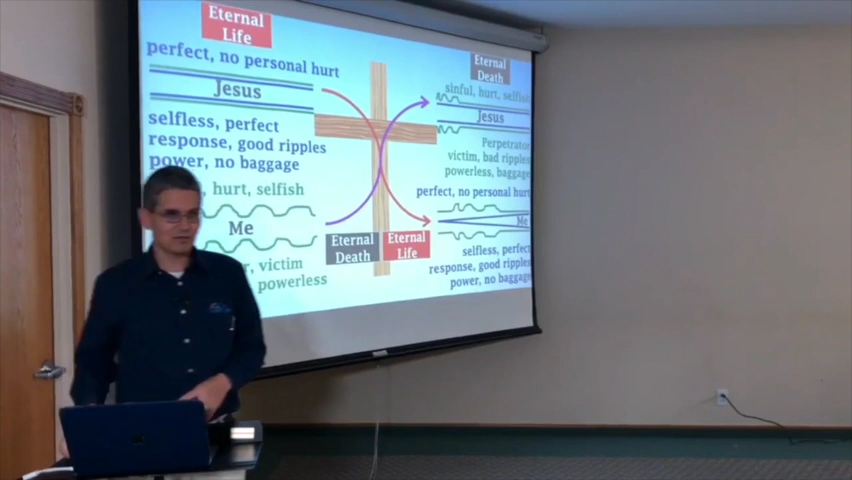 Eternal
Life
perfect, no personal hurt
Jesus
selfless, perfect
response, good ripples
power, no baggage
, hurt, selfish
Me
victim
powerless
Eternal
Death
Eternal
Life
Eternal
Death
sinful, hurt, selfish
Jesus
Perpetrator
victim, bad ripples
powerless, baggage
perfect, no personal hurt
Me
selfless, perfect
response, good ripples
power, no baggage